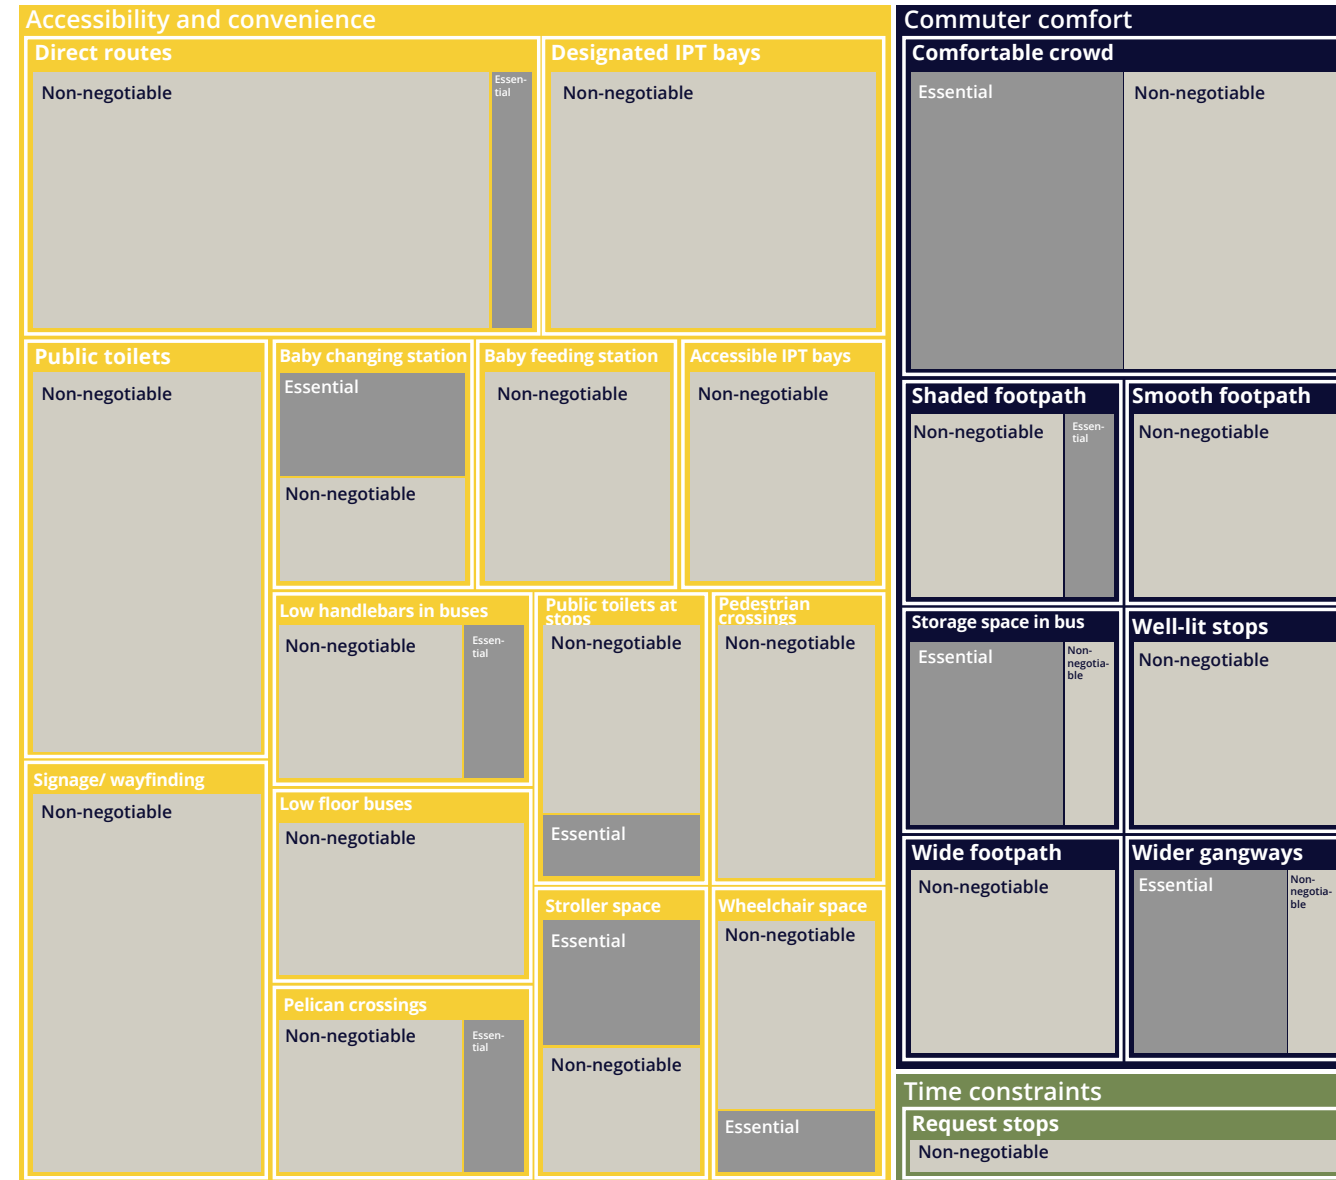 Accessibility and convenience
Direct routes
Non-negotiable
Essen-
tial
Designated IPT bays
Non-negotiable
Public toilets
Non-negotiable
Baby changing station
Essential
Non-negotiable
Baby feeding station
Non-negotiable
Accessible IPT bays
Non-negotiable
Low handlebars in buses
Non-negotiable
Essen-
tial
Public toilets at
stops
Non-negotiable
Essential
Pedestrian
crossings
Non-negotiable
Signage/ wayfinding
Non-negotiable
Low floor buses
Non-negotiable
Stroller space
Essential
Non-negotiable
Wheelchair space
Non-negotiable
Essential
Pelican crossings
Non-negotiable
Essen-
tial
Commuter comfort
Comfortable crowd
Essential
Non-negotiable
Shaded footpath
Non-negotiable
Essen-
tial
Smooth footpath
Non-negotiable
Storage space in bus
Essential
Non-
negotia-
ble
Well-lit stops
Non-negotiable
Wide footpath
Non-negotiable
Wider gangways
Essential
Non-
negotia-
ble
Time constraints
Request stops
Non-negotiable